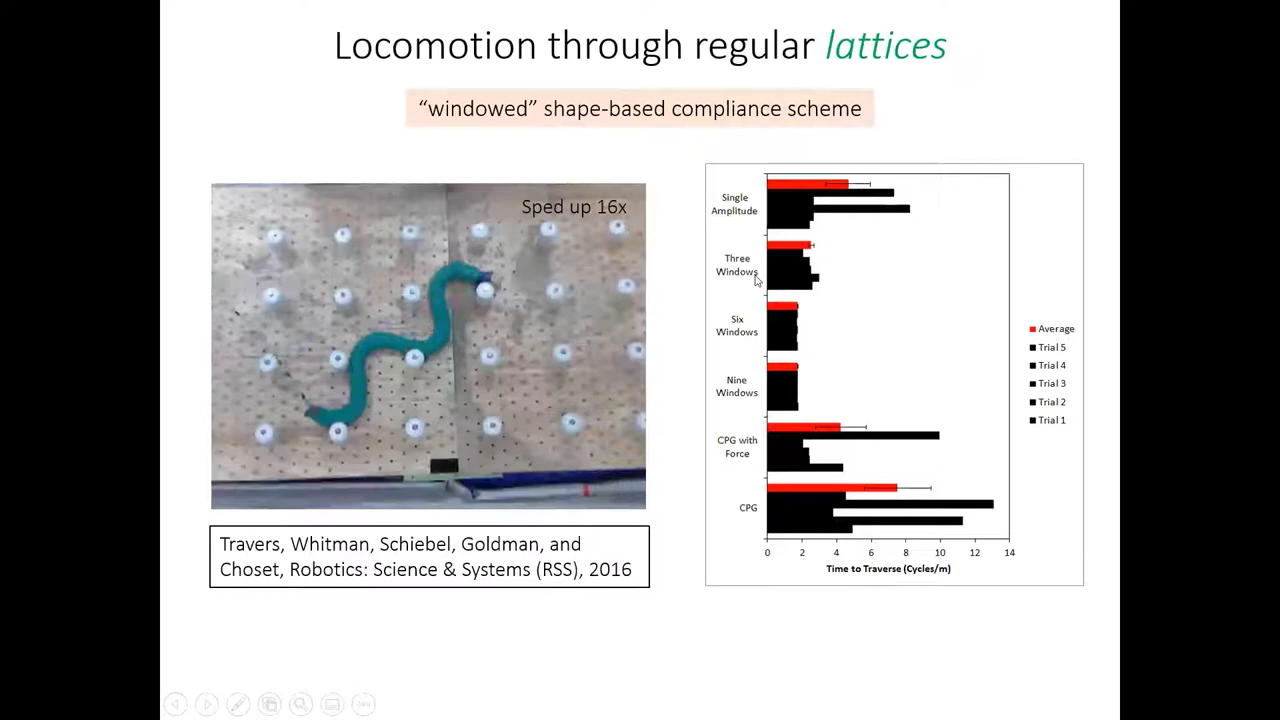 Locomotion through regular lattices
“windowed” shape-based compliance scheme
Sped up 16x
Travers, Whitman, Schiebel, Goldman, and
Choset, Robotics: Science & Systems (RSS), 2016
Single
Amplitude
Three
Windows
Six
Windows
Nine
Windows
CPG with
Force
CPG
0 2 4 6 8 10 12 14
Time to Traverse (Cycles/m)
Average
Trial 5
Trial 4
Trial 3
Trial 2
Trial 1